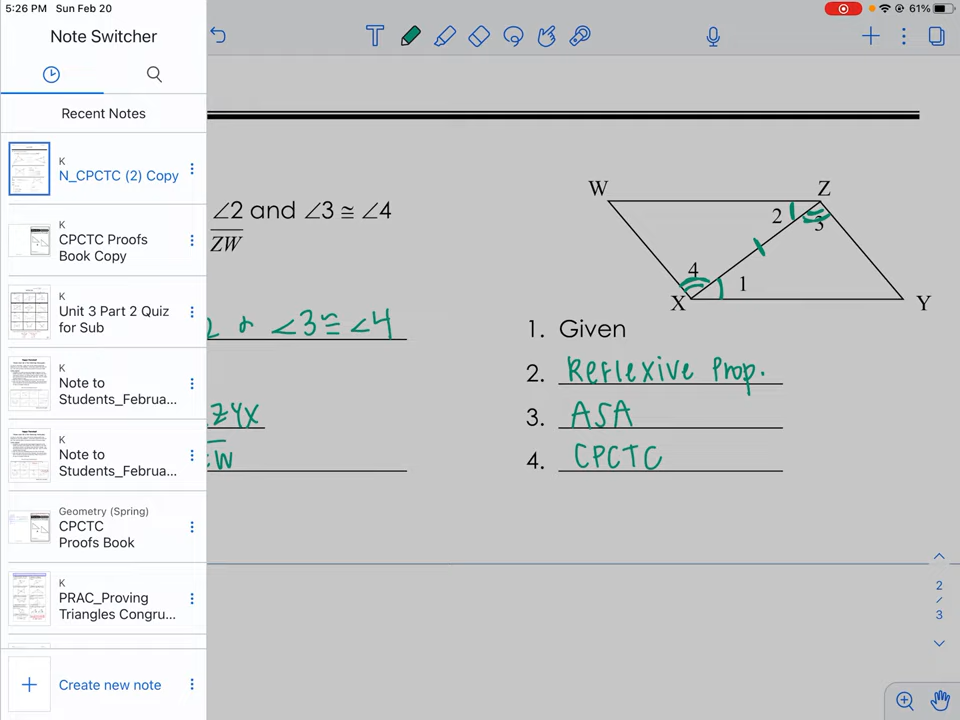 5:26 PM Sun Feb 20
61%
Note Switcher
Recent Notes
K
N_CPCTC (2) Copy
K
CPCTC Proofs
Book Copy
K
Unit 3 Part 2 Quiz
for Sub
K
Note to
Students_Februa...
K
Note to
Students_Februa...
Geometry (Spring)
CPCTC
Proofs Book
K
PRAC_Proving
Triangles Congru...
Create new note
∠2 and ∠3 ≅ ∠4
ZW
2 & ∠3 ≅ ∠4
ZYX
W
W
Z
2
3
4
1
X
Y
1. Given
2. Reflexive Prop.
3. ASA
4. CPCTC
2
/
3